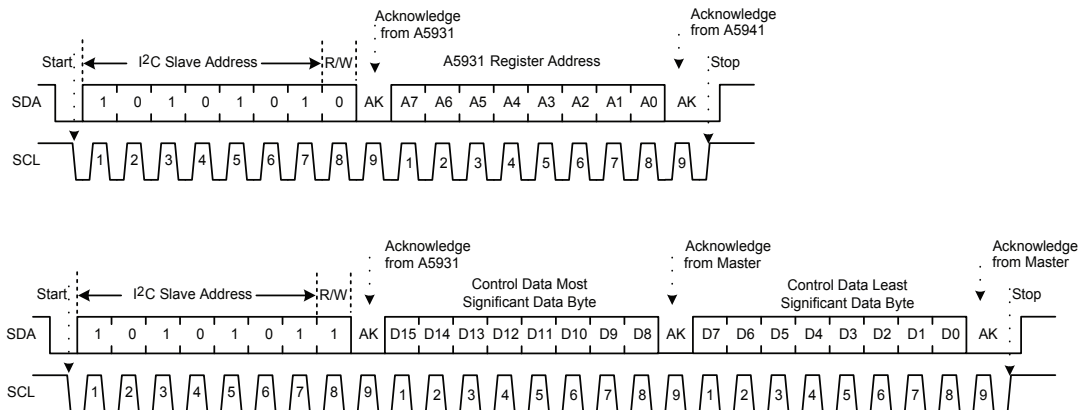 Acknowledge Acknowledge
from A5931 from A5941
Start I²C Slave Address R/W A5931 Register Address Stop
SDA 1 0 1 0 1 0 1 0 AK A7 A6 A5 A4 A3 A2 A1 A0 AK
SCL 1 2 3 4 5 6 7 8 9 1 2 3 4 5 6 7 8 9
Acknowledge Acknowledge Acknowledge
from A5931 from Master from Master
Control Data Most Control Data Least
Start I²C Slave Address R/W Significant Data Byte Significant Data Byte Stop
SDA 1 0 1 0 1 0 1 1 AK D15 D14 D13 D12 D11 D10 D9 D8 AK D7 D6 D5 D4 D3 D2 D1 D0 AK
SCL 1 2 3 4 5 6 7 8 9 1 2 3 4 5 6 7 8 9 1 2 3 4 5 6 7 8 9